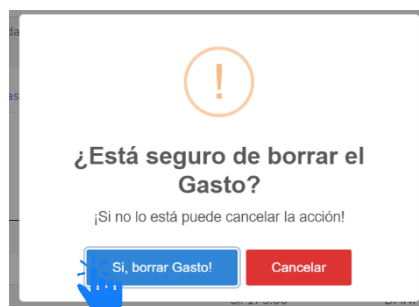 ¿Está seguro de borrar el
Gasto?
¡Si no lo está puede cancelar la acción!
Si, borrar Gasto!
Cancelar